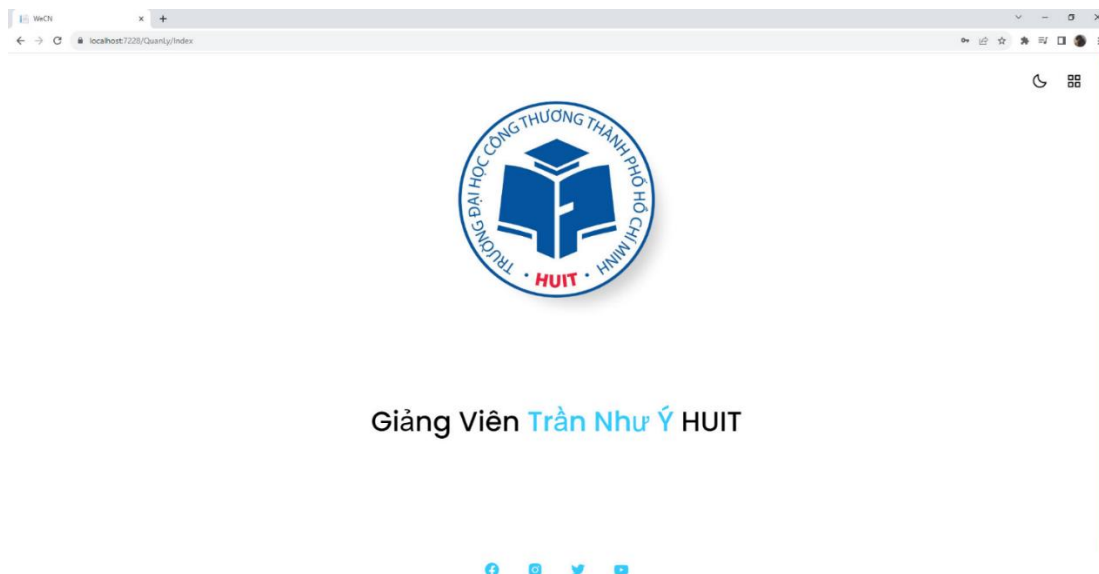 WeCN
localhost:7228/QuanLy/Index
TRƯỜNG ĐẠI HỌC CÔNG THƯƠNG THÀNH PHỐ HỒ CHÍ MINH
HUIT
Giảng Viên Trần Như Ý HUIT